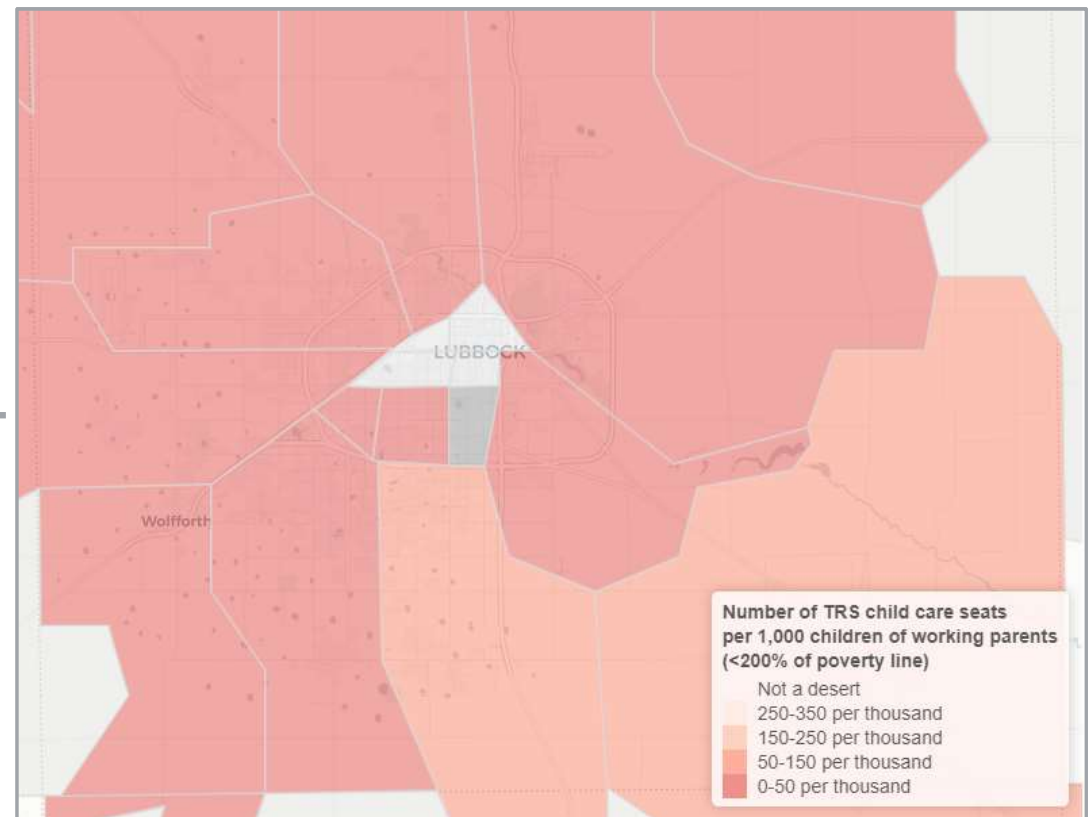 LUBBOCK
Wolfforth
Number of TRS child care seats
per 1,000 children of working parents
(<200% of poverty line)
Not a desert
250-350 per thousand
150-250 per thousand
50-150 per thousand
0-50 per thousand